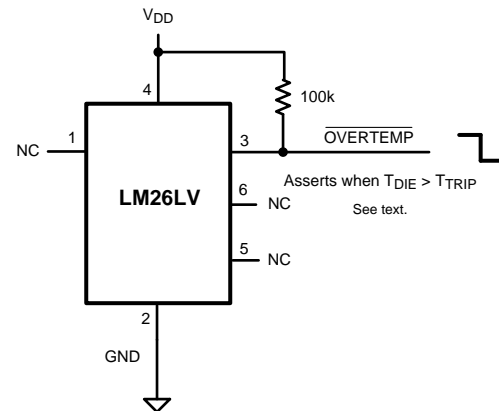 VDD
4
100k
1
NC
3
OVERTEMP
Asserts when TDIE > TTRIP
LM26LV
6
NC
See text.
5
NC
2
GND